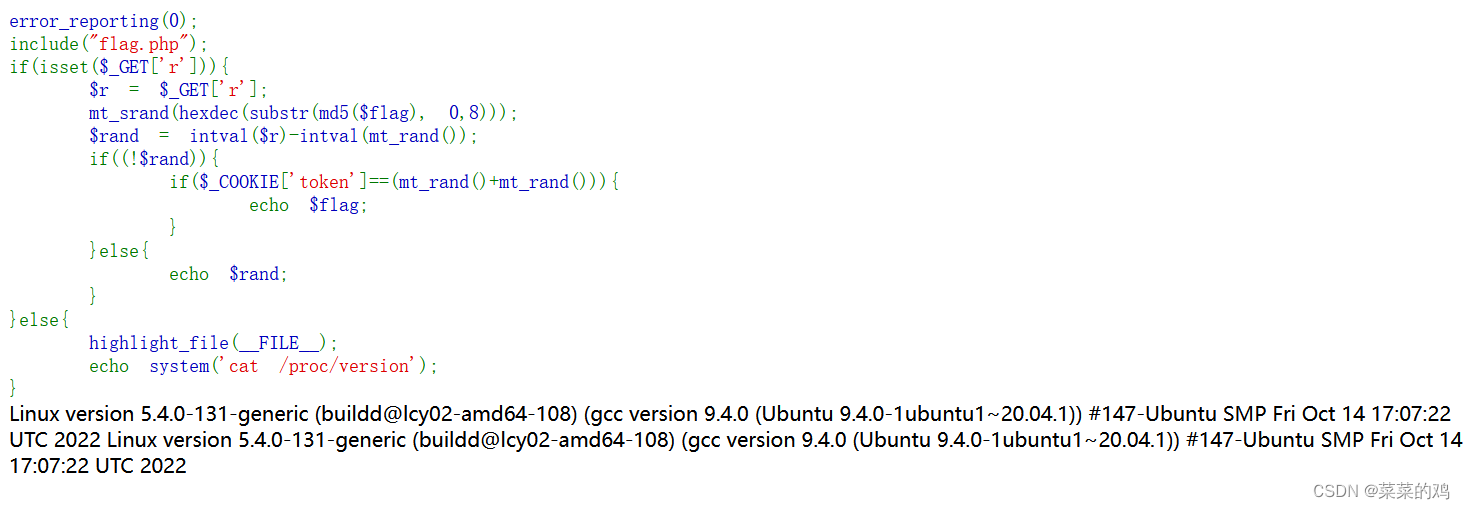 error_reporting(0);
include("flag.php");
if(isset($_GET['r'])){
        $r  =  $_GET['r'];
        mt_srand(hexdec(substr(md5($flag),  0,8)));
        $rand  =  intval($r)-intval(mt_rand());
        if((!$rand)){
                if($_COOKIE['token']==(mt_rand()+mt_rand())){
                        echo  $flag;
                }
        }else{
                echo  $rand;
        }
}else{
        highlight_file(__FILE__);
        echo  system('cat  /proc/version');
}
Linux version 5.4.0-131-generic (buildd@lcy02-amd64-108) (gcc version 9.4.0 (Ubuntu 9.4.0-1ubuntu1~20.04.1)) #147-Ubuntu SMP Fri Oct 14 17:07:22
UTC 2022 Linux version 5.4.0-131-generic (buildd@lcy02-amd64-108) (gcc version 9.4.0 (Ubuntu 9.4.0-1ubuntu1~20.04.1)) #147-Ubuntu SMP Fri Oct 14
17:07:22 UTC 2022
CSDN @菜菜的鸡